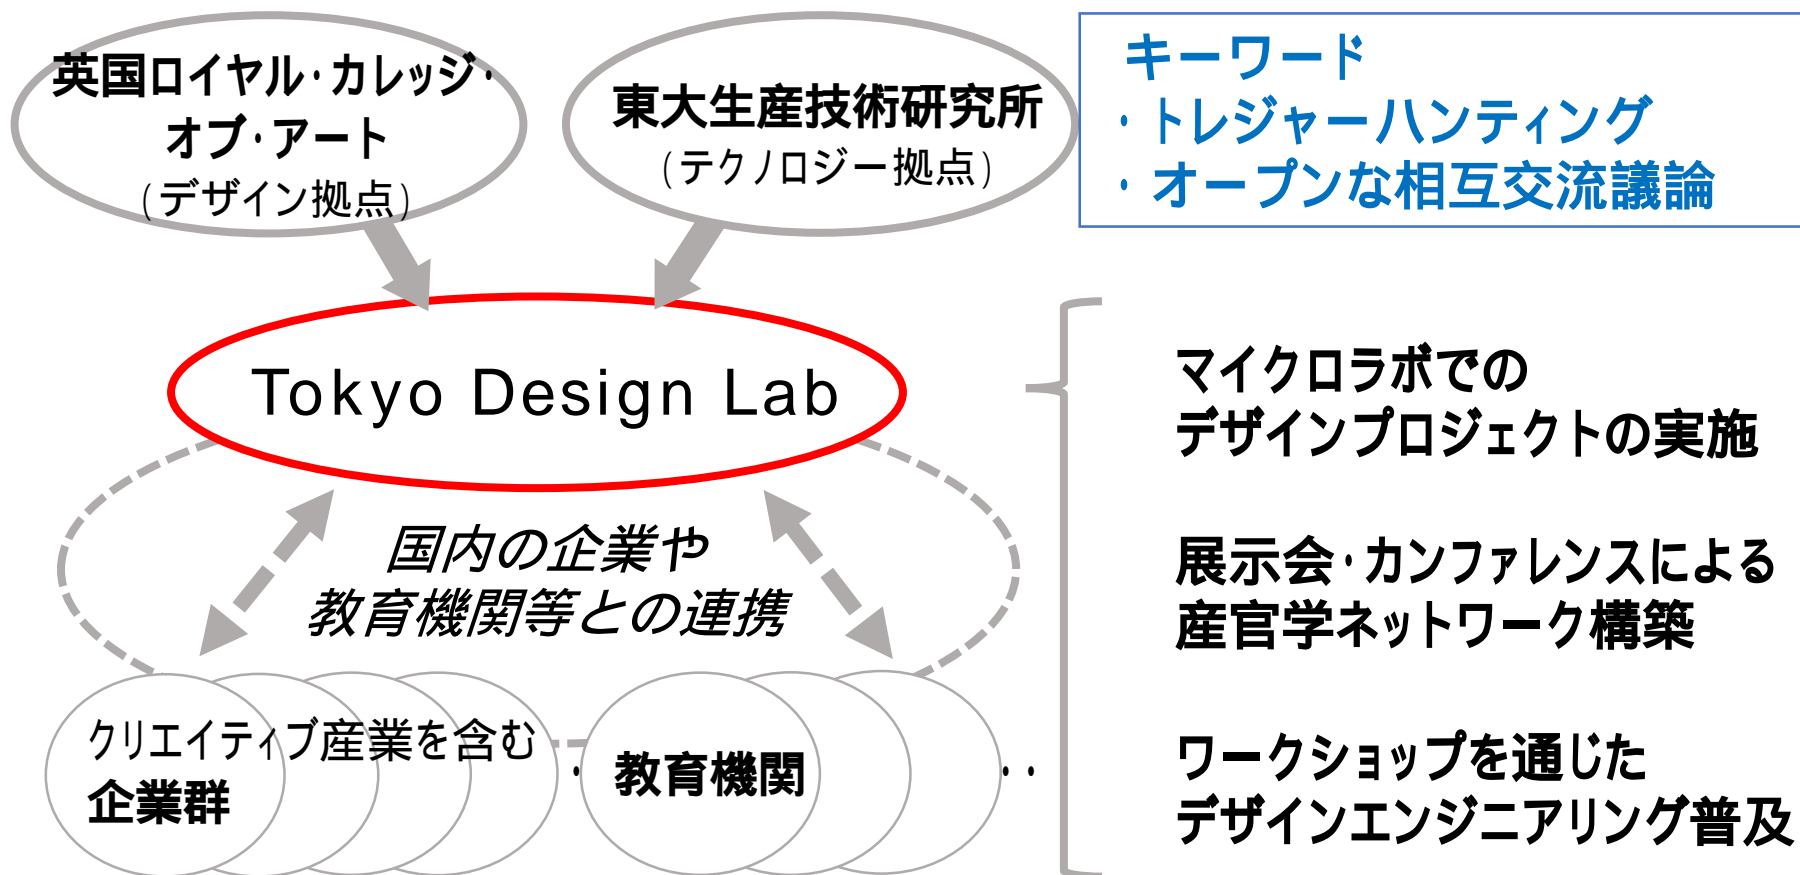 英国ロイヤル・カレッジ・
オブ・アート
(デザイン拠点)
東大生産技術研究所
(テクノロジー拠点)
キーワード
・トレジャーハンティング
・オープンな相互交流議論
Tokyo Design Lab
国内の企業や
教育機関等との連携
クリエイティブ産業を含む
企業群
・
教育機関
・・
マイクロラボでの
デザインプロジェクトの実施
展示会・カンファレンスによる
産官学ネットワーク構築
ワークショップを通じた
デザインエンジニアリング普及